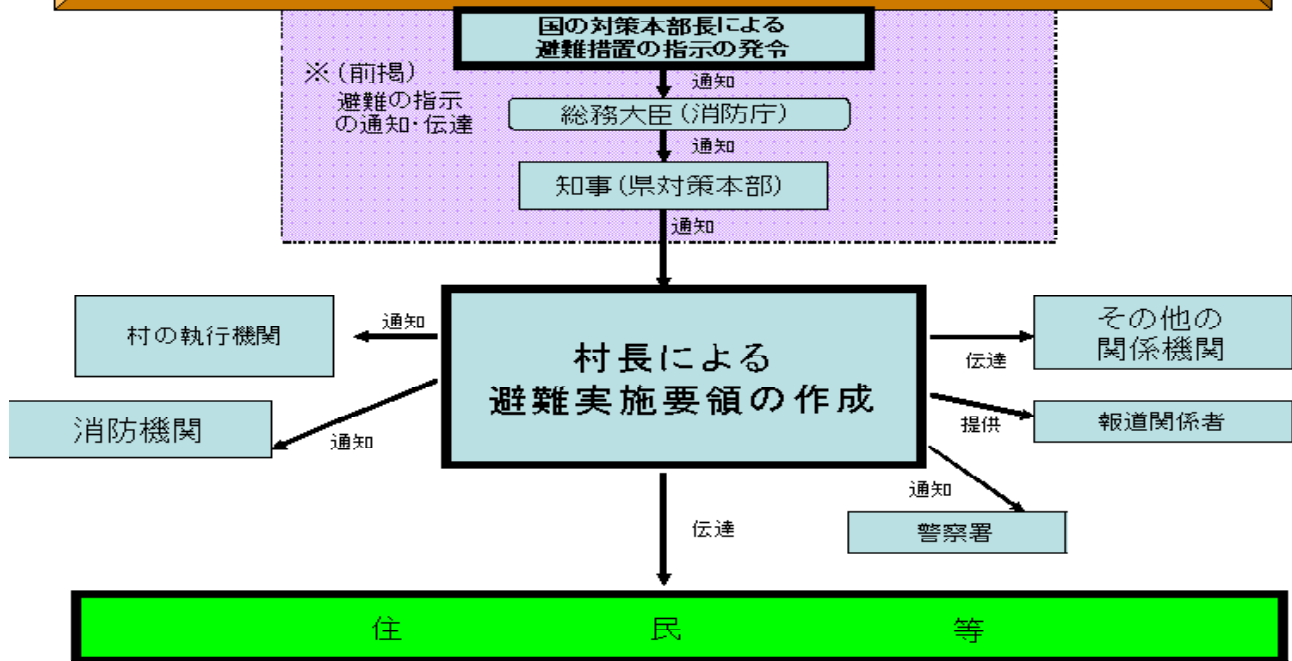 国の対策本部長による
避難措置の指示の発令
※(前掲)
避難の指示
の通知・伝達
通知
総務大臣(消防庁)
通知
知事(県対策本部)
通知
村の執行機関
通知
村長による
避難実施要領の作成
その他の
関係機関
伝達
消防機関
通知
報道関係者
提供
通知
警察署
伝達
住民等